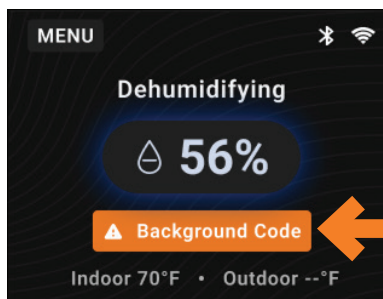 MENU
Dehumidifying
56%
Background Code
Indoor 70°F • Outdoor --°F